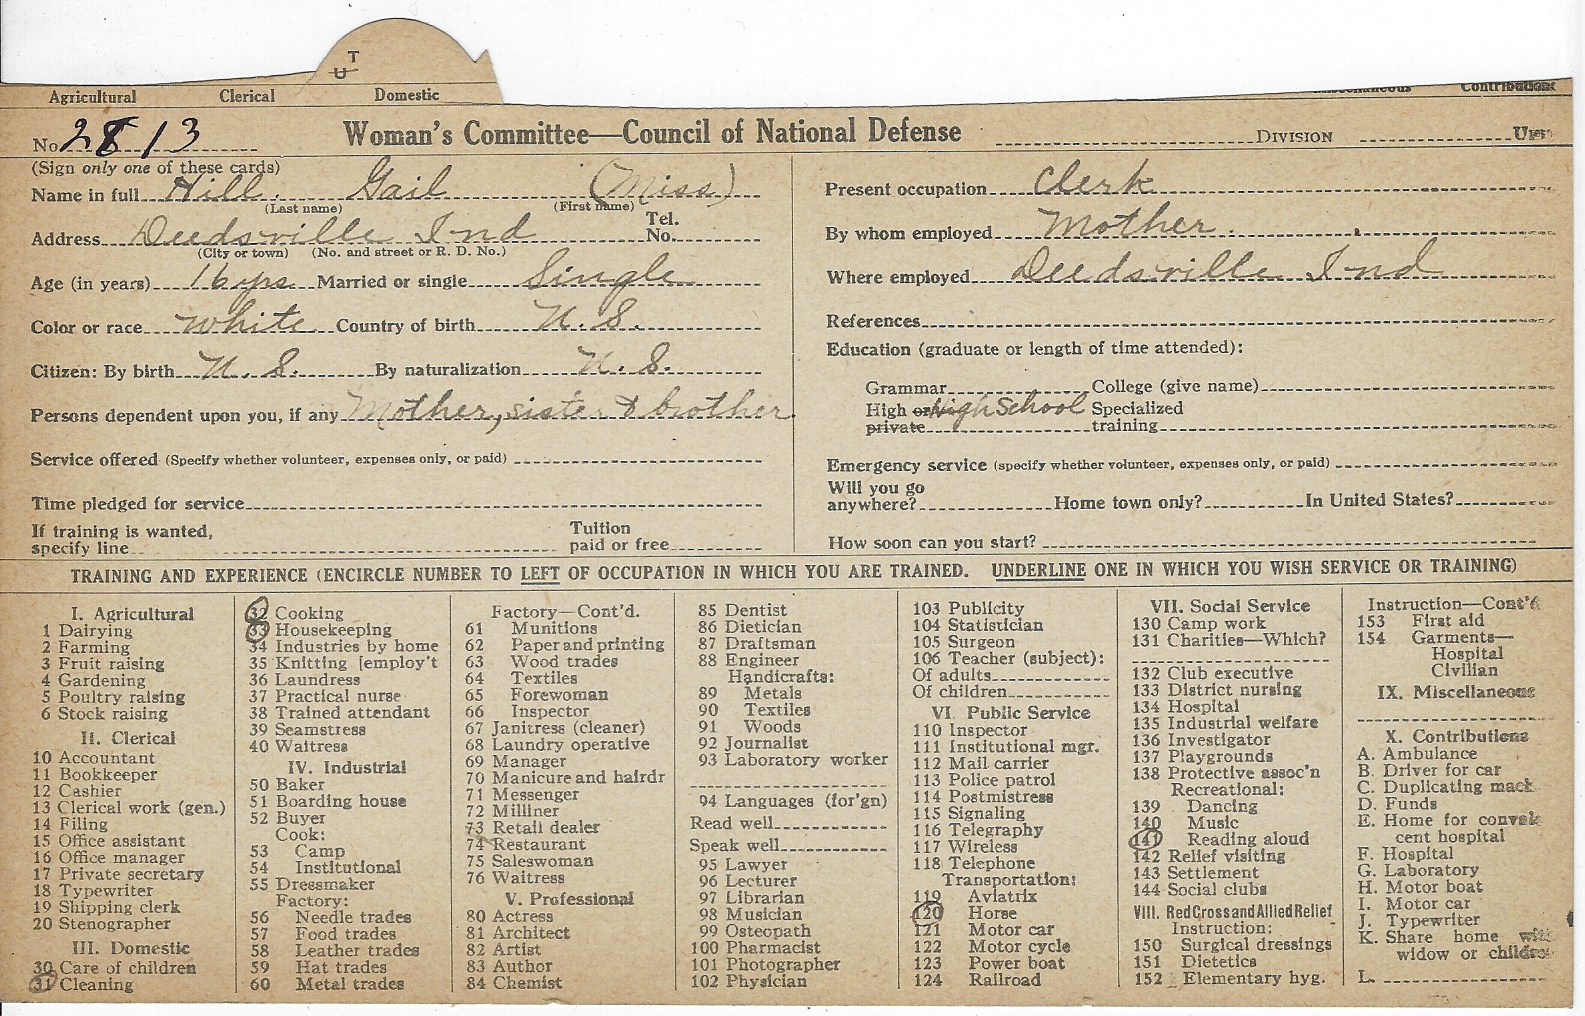 T
U
Agricultural Clerical Domestic Miscellaneous Contributions
No. 2813 Woman's Committee—Council of National Defense DIVISION Unit
(Sign only one of these cards)
Name in full Hill. Gail (Miss)
(Last name) (First name)
Address Deedsville Ind Tel. No.
(City or town) (No. and street or R. D. No.)
Age (in years) 16 yrs Married or single Single
Color or race White Country of birth U. S.
Citizen: By birth U. S. By naturalization U. S.
Persons dependent upon you, if any Mother, sister & brother
Service offered (Specify whether volunteer, expenses only, or paid)
Time pledged for service
If training is wanted,
specify line Tuition paid or free
Present occupation Clerk
By whom employed Mother.
Where employed Deedsville Ind
References
Education (graduate or length of time attended):
Grammar College (give name)
High or private High School Specialized training
Emergency service (specify whether volunteer, expenses only, or paid)
Will you go
anywhere? Home town only? In United States?
How soon can you start?
TRAINING AND EXPERIENCE (ENCIRCLE NUMBER TO LEFT OF OCCUPATION IN WHICH YOU ARE TRAINED. UNDERLINE ONE IN WHICH YOU WISH SERVICE OR TRAINING)
I. Agricultural
1 Dairying
2 Farming
3 Fruit raising
4 Gardening
5 Poultry raising
6 Stock raising
II. Clerical
10 Accountant
11 Bookkeeper
12 Cashier
13 Clerical work (gen.)
14 Filing
15 Office assistant
16 Office manager
17 Private secretary
18 Typewriter
19 Shipping clerk
20 Stenographer
III. Domestic
30 Care of children
31 Cleaning
32 Cooking
33 Housekeeping
34 Industries by home
35 Knitting [employ't
36 Laundress
37 Practical nurse
38 Trained attendant
39 Seamstress
40 Waitress
IV. Industrial
50 Baker
51 Boarding house
52 Buyer
Cook:
53 Camp
54 Institutional
55 Dressmaker
Factory:
56 Needle trades
57 Food trades
58 Leather trades
59 Hat trades
60 Metal trades
Factory—Cont'd.
61 Munitions
62 Paper and printing
63 Wood trades
64 Textiles
65 Forewoman
66 Inspector
67 Janitress (cleaner)
68 Laundry operative
69 Manager
70 Manicure and hairdr
71 Messenger
72 Milliner
73 Retail dealer
74 Restaurant
75 Saleswoman
76 Waitress
V. Professional
80 Actress
81 Architect
82 Artist
83 Author
84 Chemist
85 Dentist
86 Dietician
87 Draftsman
88 Engineer
Handicrafts:
89 Metals
90 Textiles
91 Woods
92 Journalist
93 Laboratory worker
94 Languages (for'gn)
Read well
Speak well
95 Lawyer
96 Lecturer
97 Librarian
98 Musician
99 Osteopath
100 Pharmacist
101 Photographer
102 Physician
103 Publicity
104 Statistician
105 Surgeon
106 Teacher (subject):
Of adults
Of children
VI. Public Service
110 Inspector
111 Institutional mgr.
112 Mail carrier
113 Police patrol
114 Postmistress
115 Signaling
116 Telegraphy
117 Wireless
118 Telephone
Transportation:
119 Aviatrix
120 Horse
121 Motor car
122 Motor cycle
123 Power boat
124 Railroad
VII. Social Service
130 Camp work
131 Charities—Which?
132 Club executive
133 District nursing
134 Hospital
135 Industrial welfare
136 Investigator
137 Playgrounds
138 Protective assoc'n
Recreational:
139 Dancing
140 Music
141 Reading aloud
142 Relief visiting
143 Settlement
144 Social clubs
VIII. Red Cross and Allied Relief
Instruction:
150 Surgical dressings
151 Dietetics
152 Elementary hyg.
Instruction—Cont'd
153 First aid
154 Garments—
Hospital
Civilian
IX. Miscellaneous
X. Contributions
A. Ambulance
B. Driver for car
C. Duplicating mach.
D. Funds
E. Home for convales
cent hospital
F. Hospital
G. Laboratory
H. Motor boat
I. Motor car
J. Typewriter
K. Share home with
widow or children
L.